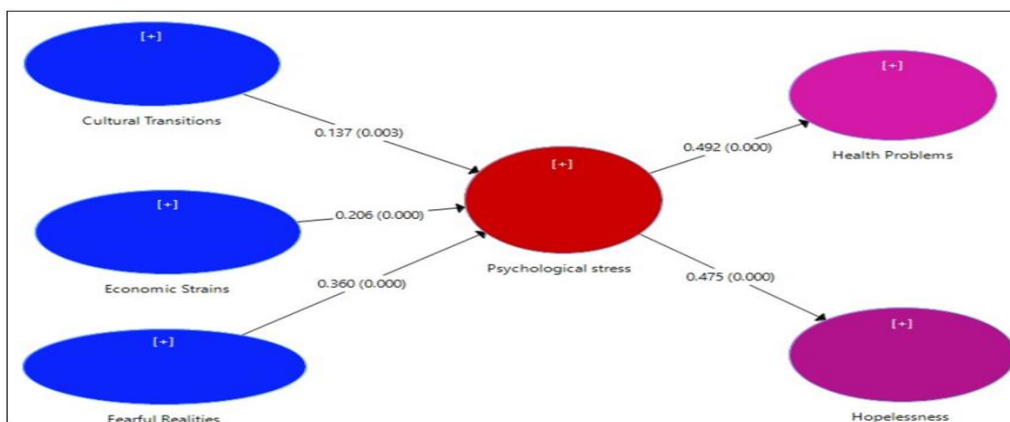 [+]
Cultural Transitions
0.137 (0.003)
[+]
Economic Strains
0.206 (0.000)
[+]
Fearful Realities
0.360 (0.000)
[+]
Psychological stress
0.492 (0.000)
[+]
Health Problems
0.475 (0.000)
[+]
Hopelessness